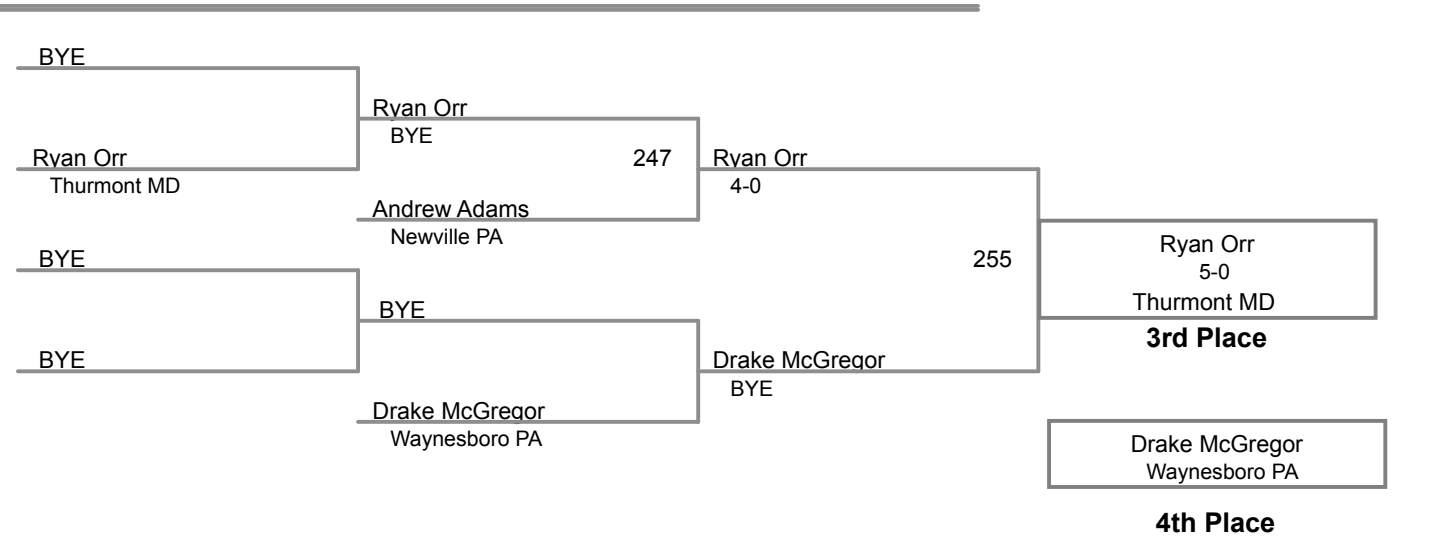 BYE
Ryan Orr
BYE
Ryan Orr
Thurmont MD
247
Ryan Orr
4-0
Andrew Adams
Newville PA
BYE
255
Ryan Orr
5-0
Thurmont MD
BYE
3rd Place
BYE
Drake McGregor
BYE
Drake McGregor
Waynesboro PA
Drake McGregor
Waynesboro PA
4th Place